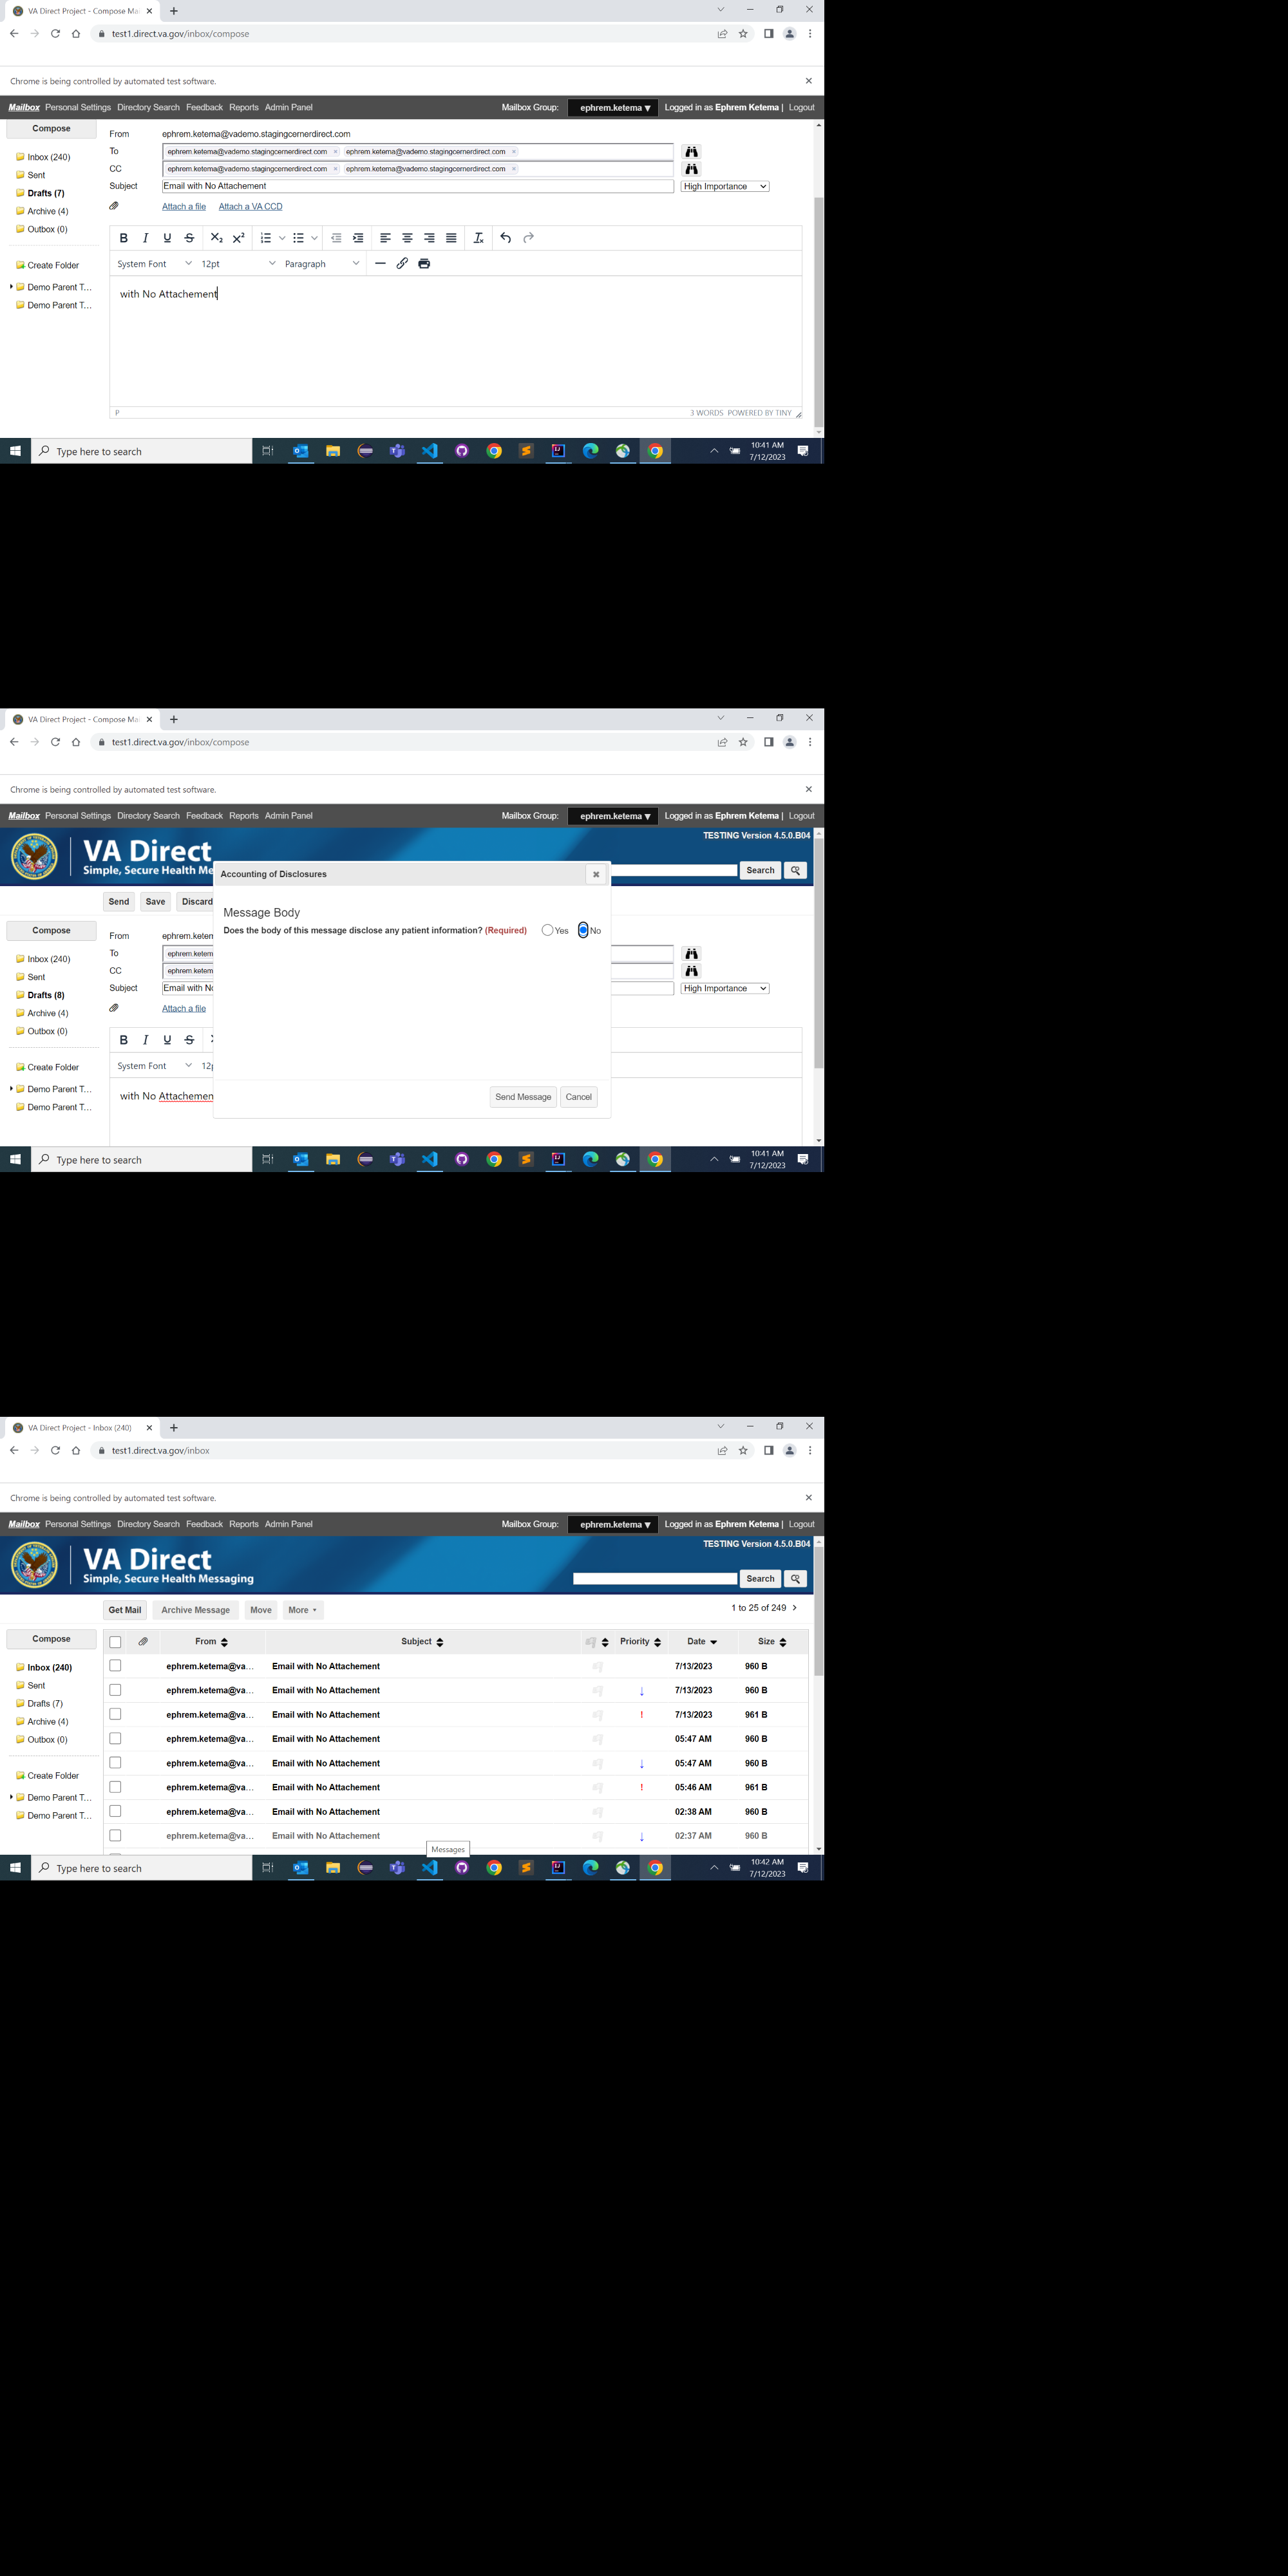 VA Direct Project - Compose Ma
test1.direct.va.gov/inbox/compose
Chrome is being controlled by automated test software.
Mailbox Personal Settings Directory Search Feedback Reports Admin Panel Mailbox Group: ephrem.ketema ▼ Logged in as Ephrem Ketema | Logout
Compose
From ephrem.ketema@vademo.stagingcernerdirect.com
To ephrem.ketema@vademo.stagingcernerdirect.com × ephrem.ketema@vademo.stagingcernerdirect.com ×
Inbox (240)
CC ephrem.ketema@vademo.stagingcernerdirect.com × ephrem.ketema@vademo.stagingcernerdirect.com ×
Sent
Subject Email with No Attachement High Importance
Drafts (7)
Attach a file Attach a VA CCD
Archive (4)
Outbox (0)
B I U S X₂ X²
System Font 12pt Paragraph
Create Folder
Demo Parent T...
with No Attachement
Demo Parent T...
P 3 WORDS POWERED BY TINY
Type here to search
10:41 AM
7/12/2023
VA Direct Project - Compose Ma
test1.direct.va.gov/inbox/compose
Chrome is being controlled by automated test software.
Mailbox Personal Settings Directory Search Feedback Reports Admin Panel Mailbox Group: ephrem.ketema ▼ Logged in as Ephrem Ketema | Logout
TESTING Version 4.5.0.B04
VA Direct
Simple, Secure Health Me
Search
Accounting of Disclosures
Send Save Discard
Message Body
Does the body of this message disclose any patient information? (Required) Yes No
Compose
From ephrem.keten
To ephrem.ketem
Inbox (240)
CC ephrem.ketem
Sent
Subject Email with No High Importance
Drafts (8)
Attach a file
Archive (4)
Outbox (0)
B I U S
System Font 12p
Create Folder
Demo Parent T...
with No Attachemen
Send Message Cancel
Demo Parent T...
Type here to search
10:41 AM
7/12/2023
VA Direct Project - Inbox (240)
test1.direct.va.gov/inbox
Chrome is being controlled by automated test software.
Mailbox Personal Settings Directory Search Feedback Reports Admin Panel Mailbox Group: ephrem.ketema ▼ Logged in as Ephrem Ketema | Logout
TESTING Version 4.5.0.B04
VA Direct
Simple, Secure Health Messaging
Search
Get Mail Archive Message Move More 1 to 25 of 249 >
Compose
From Subject Priority Date Size
Inbox (240)
Sent
Drafts (7)
Archive (4)
Outbox (0)
Create Folder
Demo Parent T...
Demo Parent T...
ephrem.ketema@va... Email with No Attachement 7/13/2023 960 B
ephrem.ketema@va... Email with No Attachement ↓ 7/13/2023 960 B
ephrem.ketema@va... Email with No Attachement ! 7/13/2023 961 B
ephrem.ketema@va... Email with No Attachement 05:47 AM 960 B
ephrem.ketema@va... Email with No Attachement ↓ 05:47 AM 960 B
ephrem.ketema@va... Email with No Attachement ! 05:46 AM 961 B
ephrem.ketema@va... Email with No Attachement 02:38 AM 960 B
ephrem.ketema@va... Email with No Attachement ↓ 02:37 AM 960 B
Messages
Type here to search
10:42 AM
7/12/2023